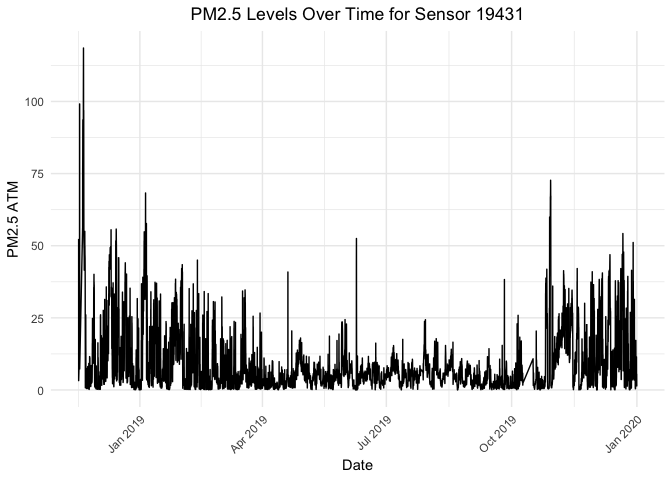 PM2.5 Levels Over Time for Sensor 19431
PM2.5 ATM
100
75
50
25
0
Jan 2019
Apr 2019
Jul 2019
Oct 2019
Jan 2020
Date